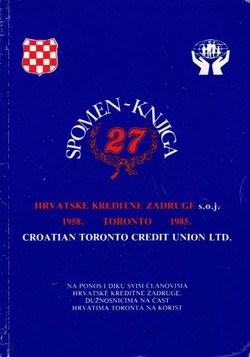 SPOMEN-KNJIGA
27
HRVATSKE KREDITNE ZADRUGE s.o.j.
1958. TORONTO 1985.
CROATIAN TORONTO CREDIT UNION LTD.
NA PONOS I DIKU SVIM ČLANOVIMA
HRVATSKE KREDITNE ZADRUGE,
DUŽNOSNICIMA NA ČAST
HRVATIMA TORONTA NA KORIST